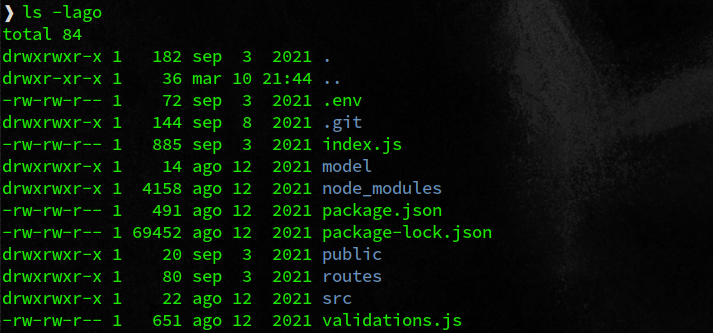 ❯ ls -lago
total 84
drwxrwxr-x 1   182 sep  3  2021 .
drwxr-xr-x 1    36 mar 10 21:44 ..
-rw-rw-r-- 1    72 sep  3  2021 .env
drwxrwxr-x 1   144 sep  8  2021 .git
-rw-rw-r-- 1   885 sep  3  2021 index.js
drwxrwxr-x 1    14 ago 12  2021 model
drwxrwxr-x 1  4158 ago 12  2021 node_modules
-rw-rw-r-- 1   491 ago 12  2021 package.json
-rw-rw-r-- 1 69452 ago 12  2021 package-lock.json
drwxrwxr-x 1    20 sep  3  2021 public
drwxrwxr-x 1    80 sep  3  2021 routes
drwxrwxr-x 1    22 ago 12  2021 src
-rw-rw-r-- 1   651 ago 12  2021 validations.js